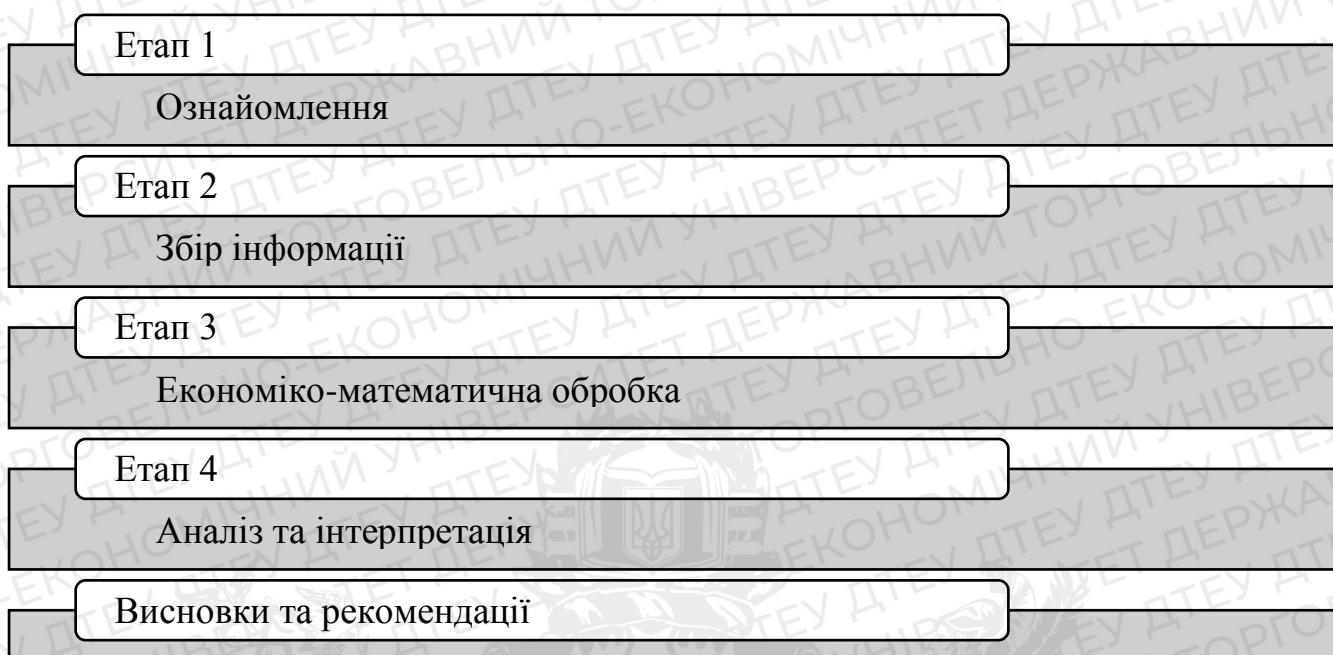 Етап 1
Ознайомлення
Етап 2
Збір інформації
Етап 3
Економіко-математична обробка
Етап 4
Аналіз та інтерпретація
Висновки та рекомендації